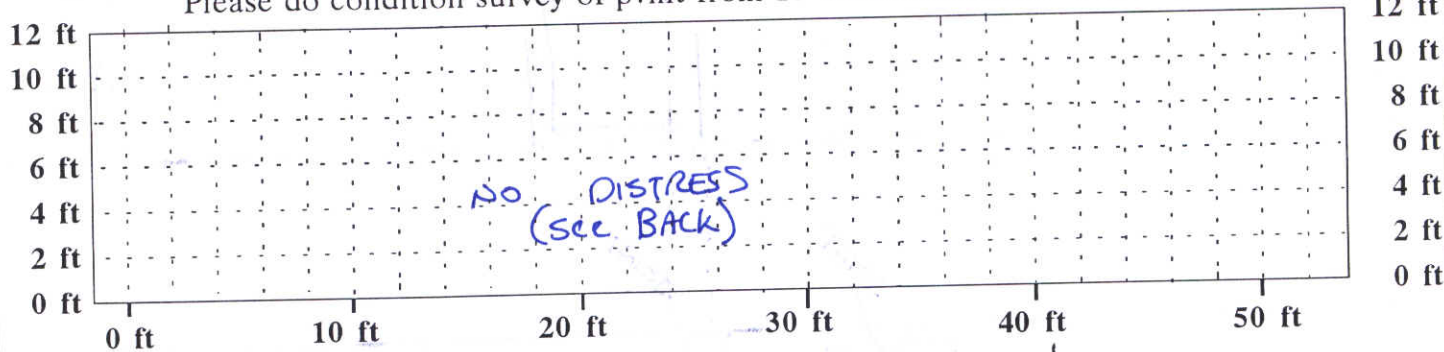 Please do condition survey of pvmt from
12 ft 12 ft
10 ft 10 ft
8 ft 8 ft
6 ft 6 ft
4 ft 4 ft
2 ft 2 ft
0 ft 0 ft
NO DISTRESS
(see BACK)
0 ft 10 ft 20 ft 30 ft 40 ft 50 ft